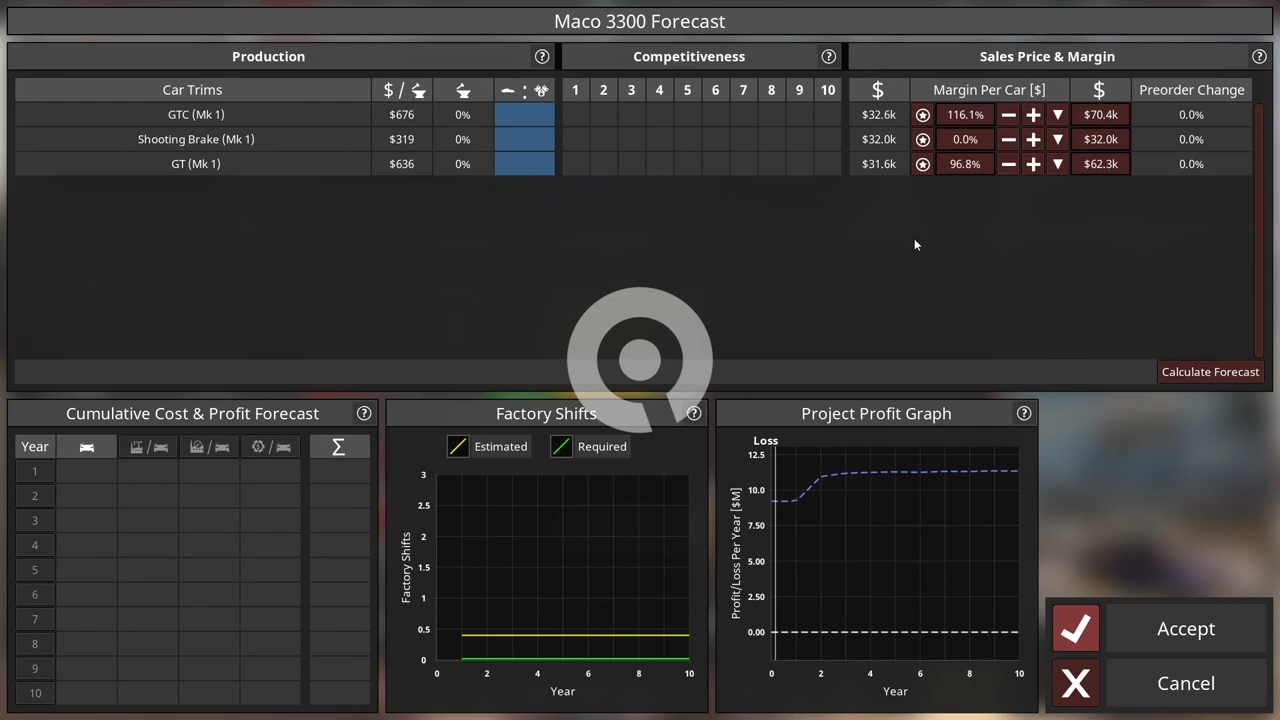 Maco 3300 Forecast
Production ?
Competitiveness ?
Sales Price & Margin ?
Car Trims $ / 1 2 3 4 5 6 7 8 9 10 $ Margin Per Car [$] $ Preorder Change
GTC (Mk 1) $676 0% $32.6k 116.1% $70.4k 0.0%
Shooting Brake (Mk 1) $319 0% $32.0k 0.0% $32.0k 0.0%
GT (Mk 1) $636 0% $31.6k 96.8% $62.3k 0.0%
Calculate Forecast
Cumulative Cost & Profit Forecast ?
Year / / / Σ
1
2
3
4
5
6
7
8
9
10
Factory Shifts ?
Estimated Required
Factory Shifts
3
2.5
2
1.5
1
0.5
0
0 2 4 6 8 10
Year
Project Profit Graph ?
Loss
Profit/Loss Per Year [$M]
12.5
10.0
7.50
5.00
2.50
0.00
0 2 4 6 8 10
Year
Accept
Cancel